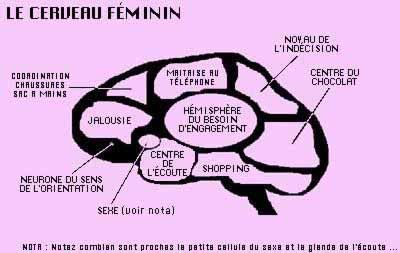 LE CERVEAU FÉMININ
NOYAU DE
L'INDÉCISION
COORDINATION
CHAUSSURES
SAC A MAINS
MAITRISE AU
TÉLÉPHONE
CENTRE DU
CHOCOLAT
JALOUSIE
HÉMISPHÈRE
DU BESOIN
D'ENGAGEMENT
CENTRE
DE
L'ÉCOUTE
SHOPPING
NEURONE DU SENS
DE L'ORIENTATION
SEXE (voir nota)
NOTA : Notez combien sont proches la petite cellule du sexe et la glande de l'écoute ...